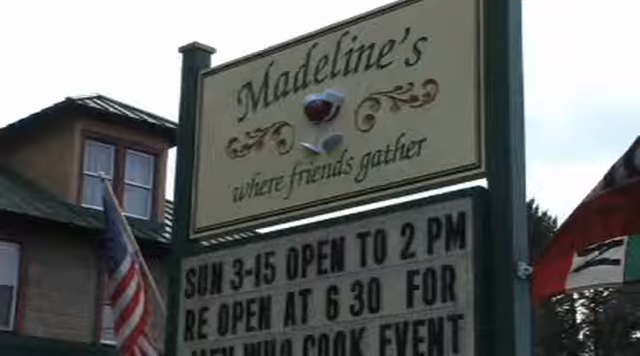 Madeline's
where friends gather
SUN 3-15 OPEN TO 2 PM
RE OPEN AT 6 30 FOR
MEN WHO COOK EVENT